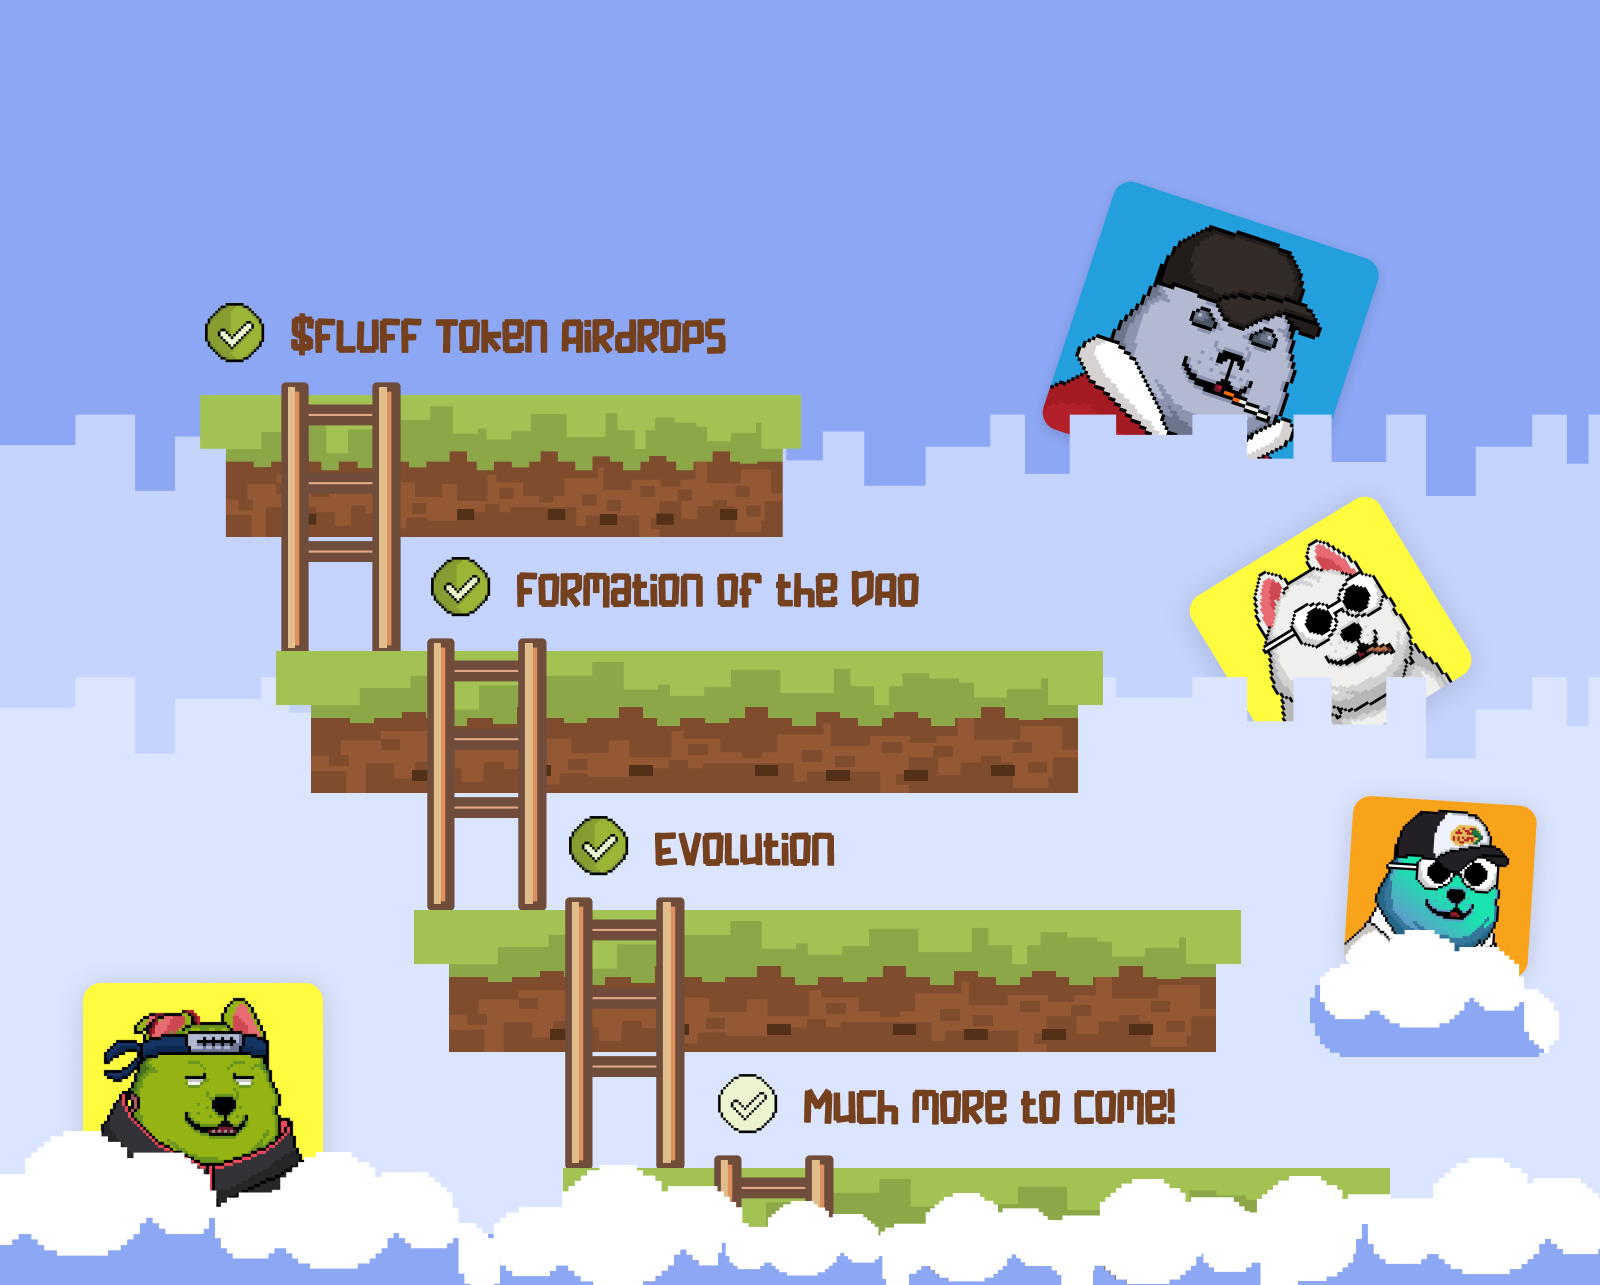 $FLUFF Token Airdrops
Formation of the DAO
Evolution
Much more to come!